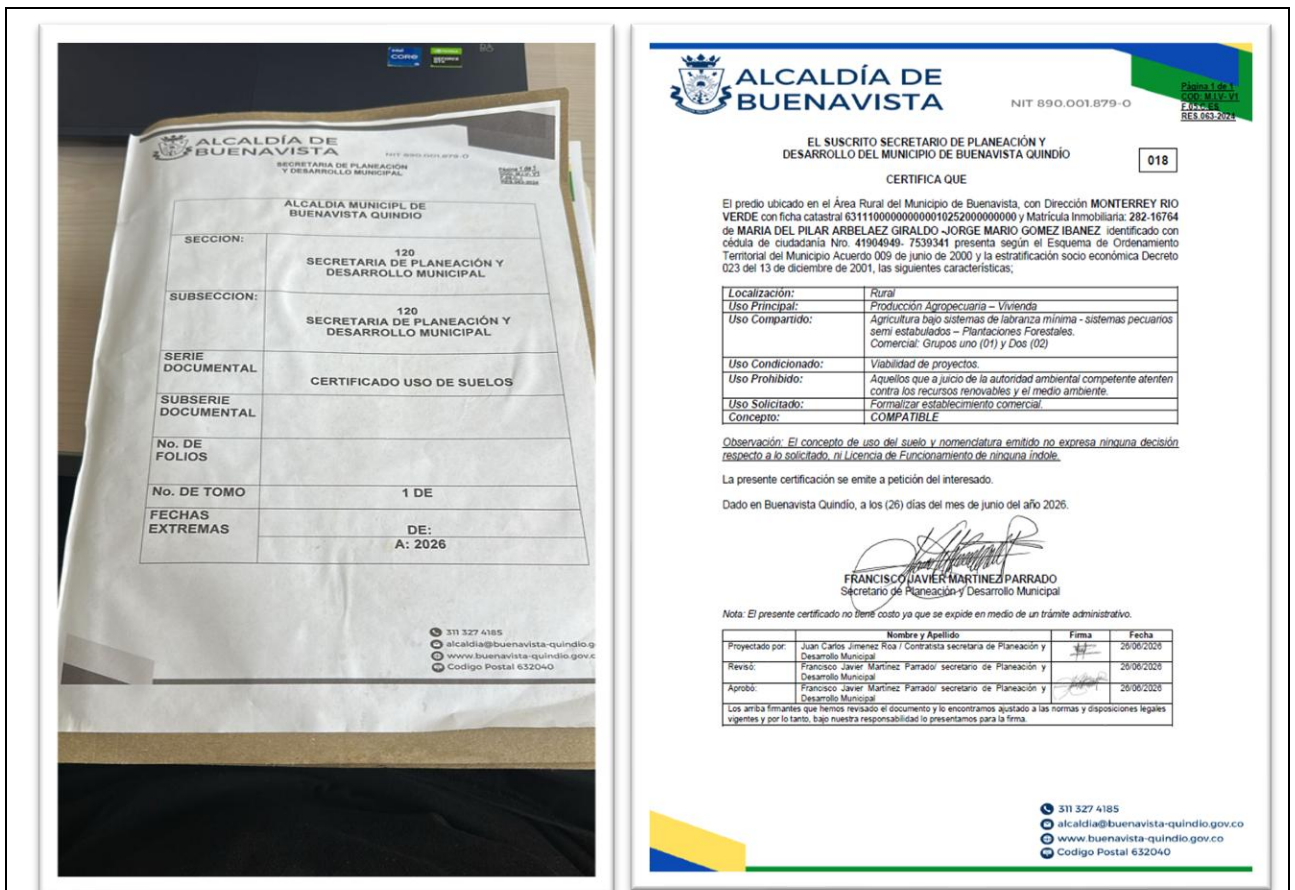 intel
CORE
ALCALDÍA DE
BUENAVISTA
NIT 890.001.879-0
SECRETARIA DE PLANEACIÓN
Y DESARROLLO MUNICIPAL
Página 1 de 1
ALCALDIA MUNICIPL DE
BUENAVISTA QUINDIO
SECCION:
120
SECRETARIA DE PLANEACIÓN Y
DESARROLLO MUNICIPAL
SUBSECCION:
120
SECRETARIA DE PLANEACIÓN Y
DESARROLLO MUNICIPAL
SERIE
DOCUMENTAL
CERTIFICADO USO DE SUELOS
SUBSERIE
DOCUMENTAL
No. DE
FOLIOS
No. DE TOMO
1 DE
FECHAS
EXTREMAS
DE:
A: 2026
311 327 4185
alcaldia@buenavista-quindio.g
www.buenavista-quindio.gov.c
Codigo Postal 632040
ALCALDÍA DE
BUENAVISTA
NIT 890.001.879-0
Página 1 de 1
COD: M.I.V- V1
RES.063-2024
EL SUSCRITO SECRETARIO DE PLANEACIÓN Y
DESARROLLO DEL MUNICIPIO DE BUENAVISTA QUINDÍO
018
CERTIFICA QUE
El predio ubicado en el Área Rural del Municipio de Buenavista, con Dirección MONTERREY RIO
VERDE con ficha catastral y Matrícula Inmobiliaria: 282-16764
de MARIA DEL PILAR ARBELAEZ GIRALDO -JORGE MARIO GOMEZ IBANEZ identificado con
cédula de ciudadanía Nro. 41904949- 7539341 presenta según el Esquema de Ordenamiento
Territorial del Municipio Acuerdo 009 de junio de 2000 y la estratificación socio económica Decreto
023 del 13 de diciembre de 2001, las siguientes características;
Localización: Rural
Uso Principal: Producción Agropecuaria – Vivienda
Uso Compartido: Agricultura bajo sistemas de labranza mínima - sistemas pecuarios
semi estabulados – Plantaciones Forestales.
Comercial: Grupos uno (01) y Dos (02)
Uso Condicionado: Viabilidad de proyectos.
Uso Prohibido: Aquellos que a juicio de la autoridad ambiental competente atenten
contra los recursos renovables y el medio ambiente.
Uso Solicitado: Formalizar establecimiento comercial.
Concepto: COMPATIBLE
Observación: El concepto de uso del suelo y nomenclatura emitido no expresa ninguna decisión
respecto a lo solicitado, ni Licencia de Funcionamiento de ninguna índole.
La presente certificación se emite a petición del interesado.
Dado en Buenavista Quindío, a los (26) días del mes de junio del año 2026.
FRANCISCO JAVIER MARTINEZ PARRADO
Secretario de Planeación y Desarrollo Municipal
Nota: El presente certificado no tiene costo ya que se expide en medio de un trámite administrativo.
Nombre y Apellido Firma Fecha
Proyectado por: Juan Carlos Jimenez Roa / Contratista secretaria de Planeación y 26/06/2026
Desarrollo Municipal
Revisó: Francisco Javier Martínez Parrado/ secretario de Planeación y 26/06/2026
Desarrollo Municipal
Aprobó: Francisco Javier Martínez Parrado/ secretario de Planeación y 26/06/2026
Desarrollo Municipal
Los arriba firmantes que hemos revisado el documento y lo encontramos ajustado a las normas y disposiciones legales
vigentes y por lo tanto, bajo nuestra responsabilidad lo presentamos para la firma.
311 327 4185
alcaldia@buenavista-quindio.gov.co
www.buenavista-quindio.gov.co
Codigo Postal 632040